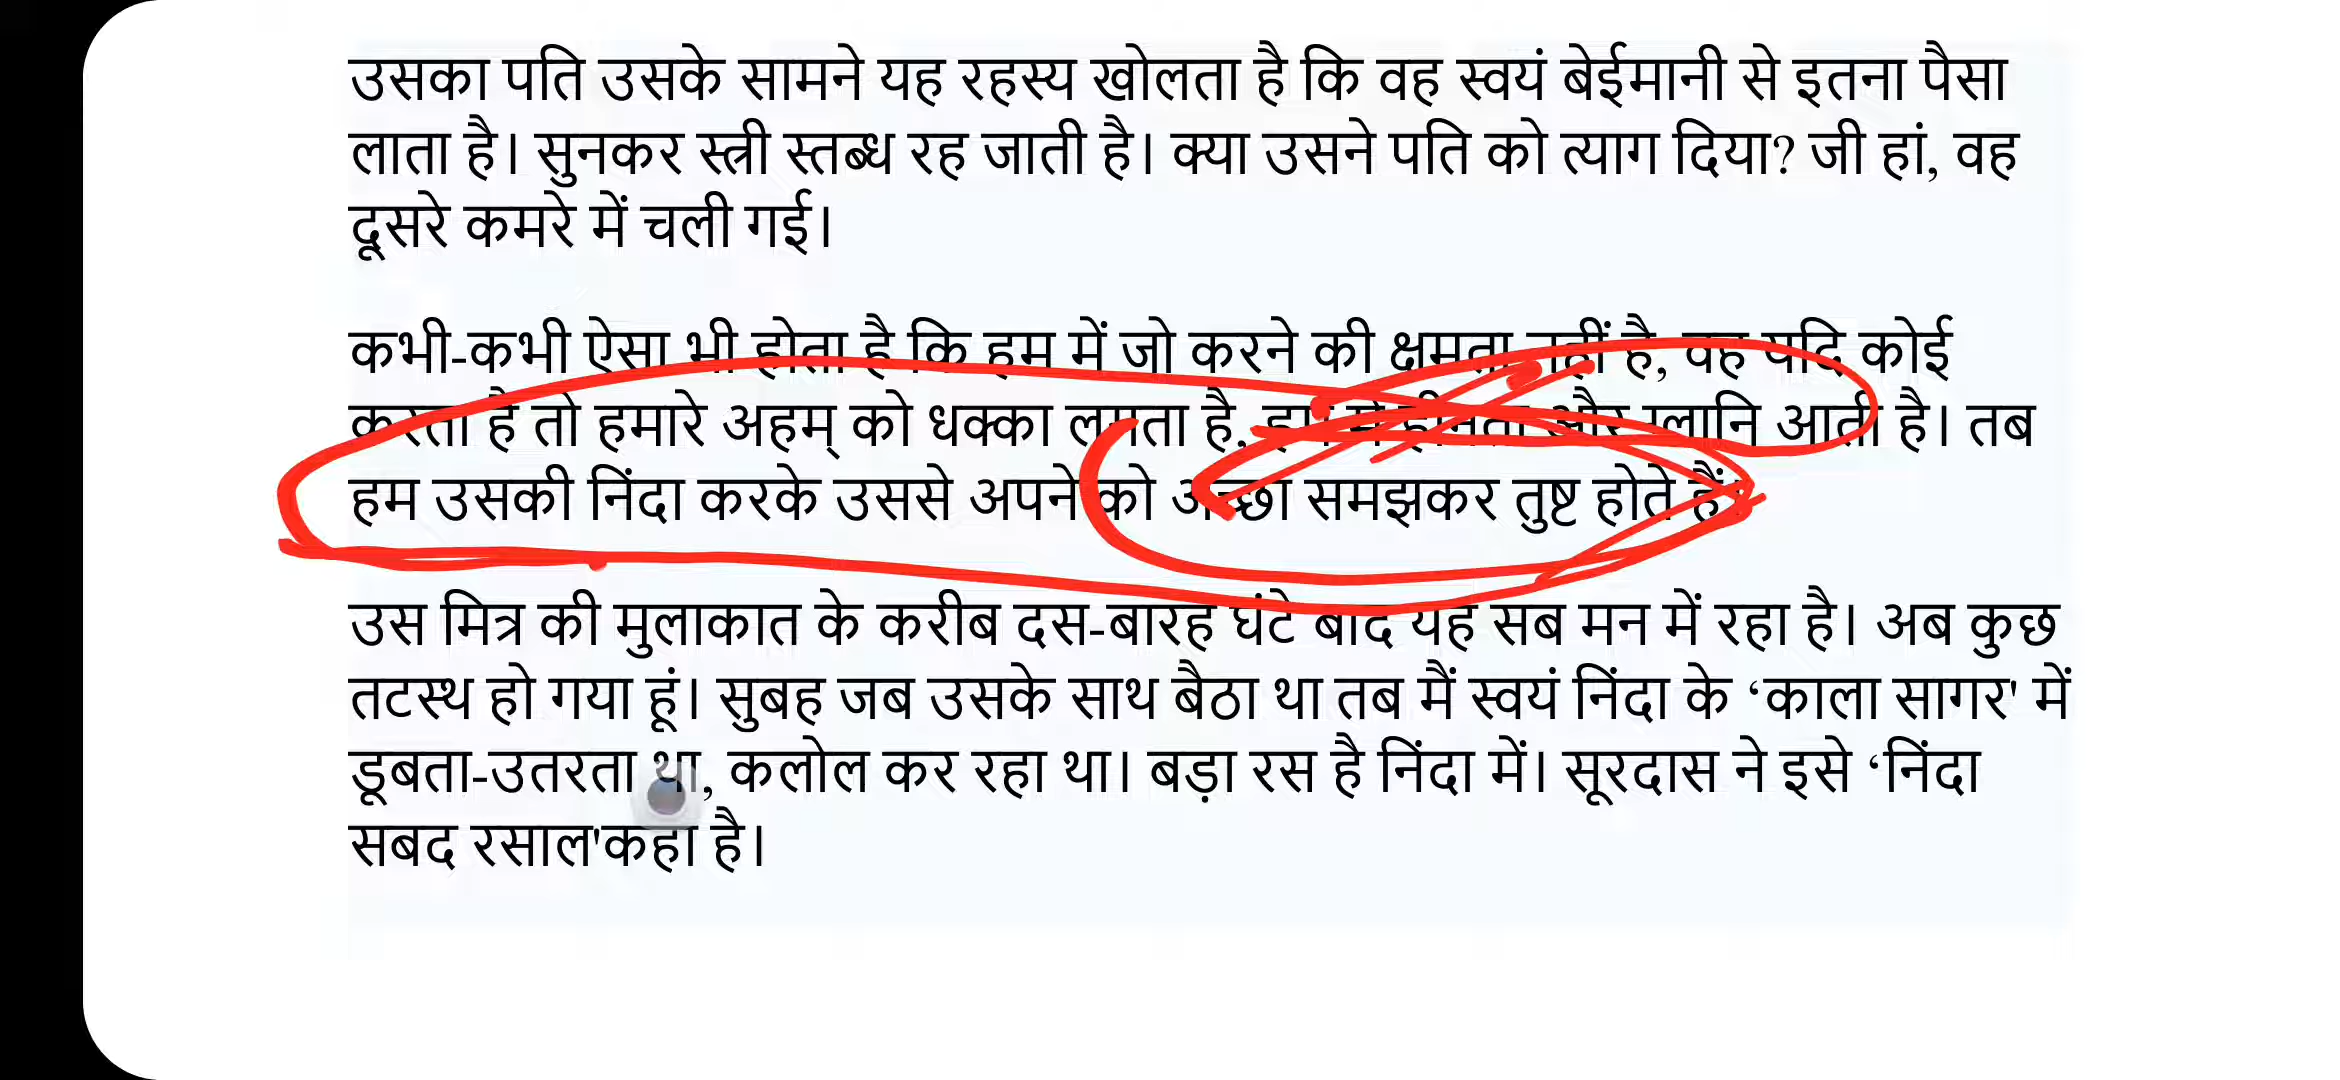 उसका पति उसके सामने यह रहस्य खोलता है कि वह स्वयं बेईमानी से इतना पैसा
लाता है। सुनकर स्त्री स्तब्ध रह जाती है। क्या उसने पति को त्याग दिया? जी हां, वह
दूसरे कमरे में चली गई।
कभी-कभी ऐसा भी होता है कि हम में जो करने की क्षमता नहीं है, वह यदि कोई
करता है तो हमारे अहम् को धक्का लगता है, हम में हीनता और ग्लानि आती है। तब
हम उसकी निंदा करके उससे अपने को अच्छा समझकर तुष्ट होते हैं।
उस मित्र की मुलाकात के करीब दस-बारह घंटे बाद यह सब मन में रहा है। अब कुछ
तटस्थ हो गया हूं। सुबह जब उसके साथ बैठा था तब मैं स्वयं निंदा के ‘काला सागर' में
डूबता-उतरता था, कलोल कर रहा था। बड़ा रस है निंदा में। सूरदास ने इसे ‘निंदा
सबद रसाल'कहा है।